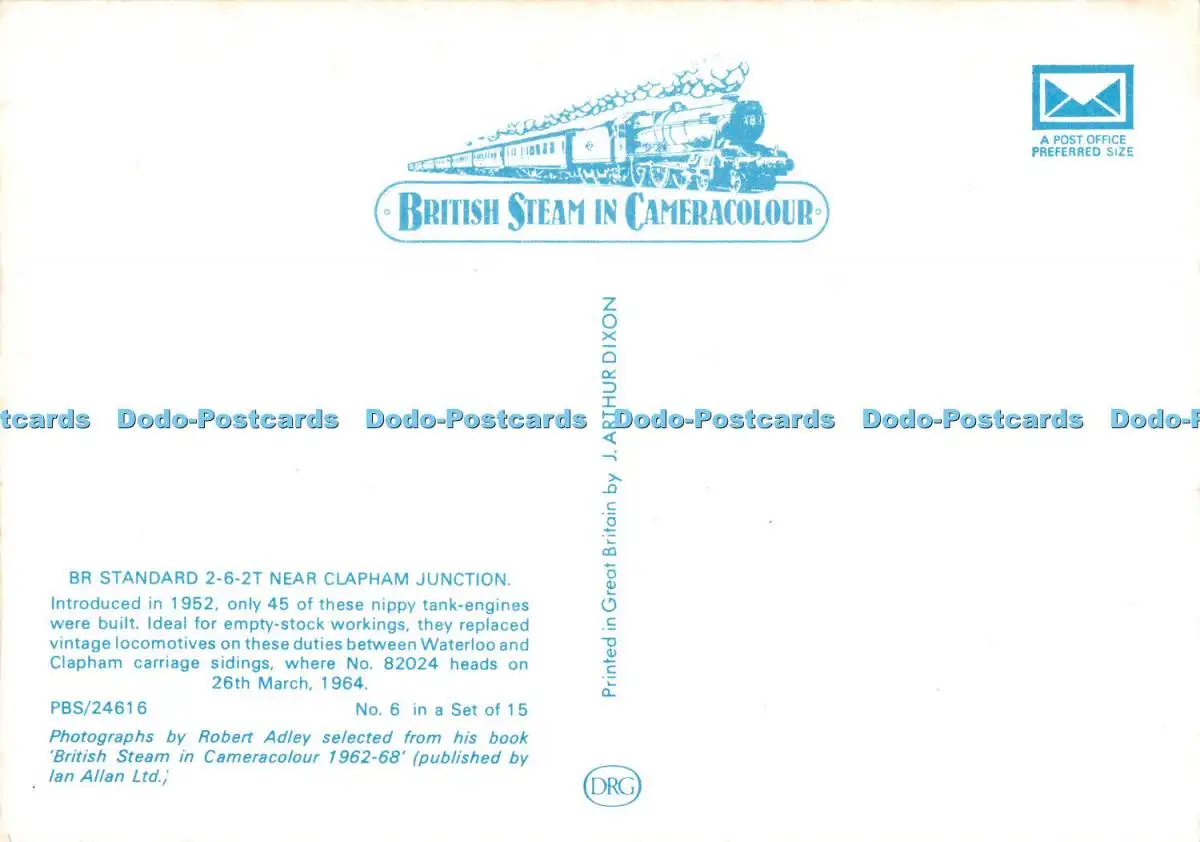 X83
A POST OFFICE
PREFERRED SIZE
BRITISH STEAM IN CAMERACOLOUR
Printed in Great Britain by J. ARTHUR DIXON
tcards Dodo-Postcards Dodo-Postcards Dodo-Postcards Dodo-Postcards Dodo-P
BR STANDARD 2-6-2T NEAR CLAPHAM JUNCTION.
Introduced in 1952, only 45 of these nippy tank-engines
were built. Ideal for empty-stock workings, they replaced
vintage locomotives on these duties between Waterloo and
Clapham carriage sidings, where No. 82024 heads on
26th March, 1964.
PBS/24616 No. 6 in a Set of 15
Photographs by Robert Adley selected from his book
'British Steam in Cameracolour 1962-68' (published by
Ian Allan Ltd.;
DRG